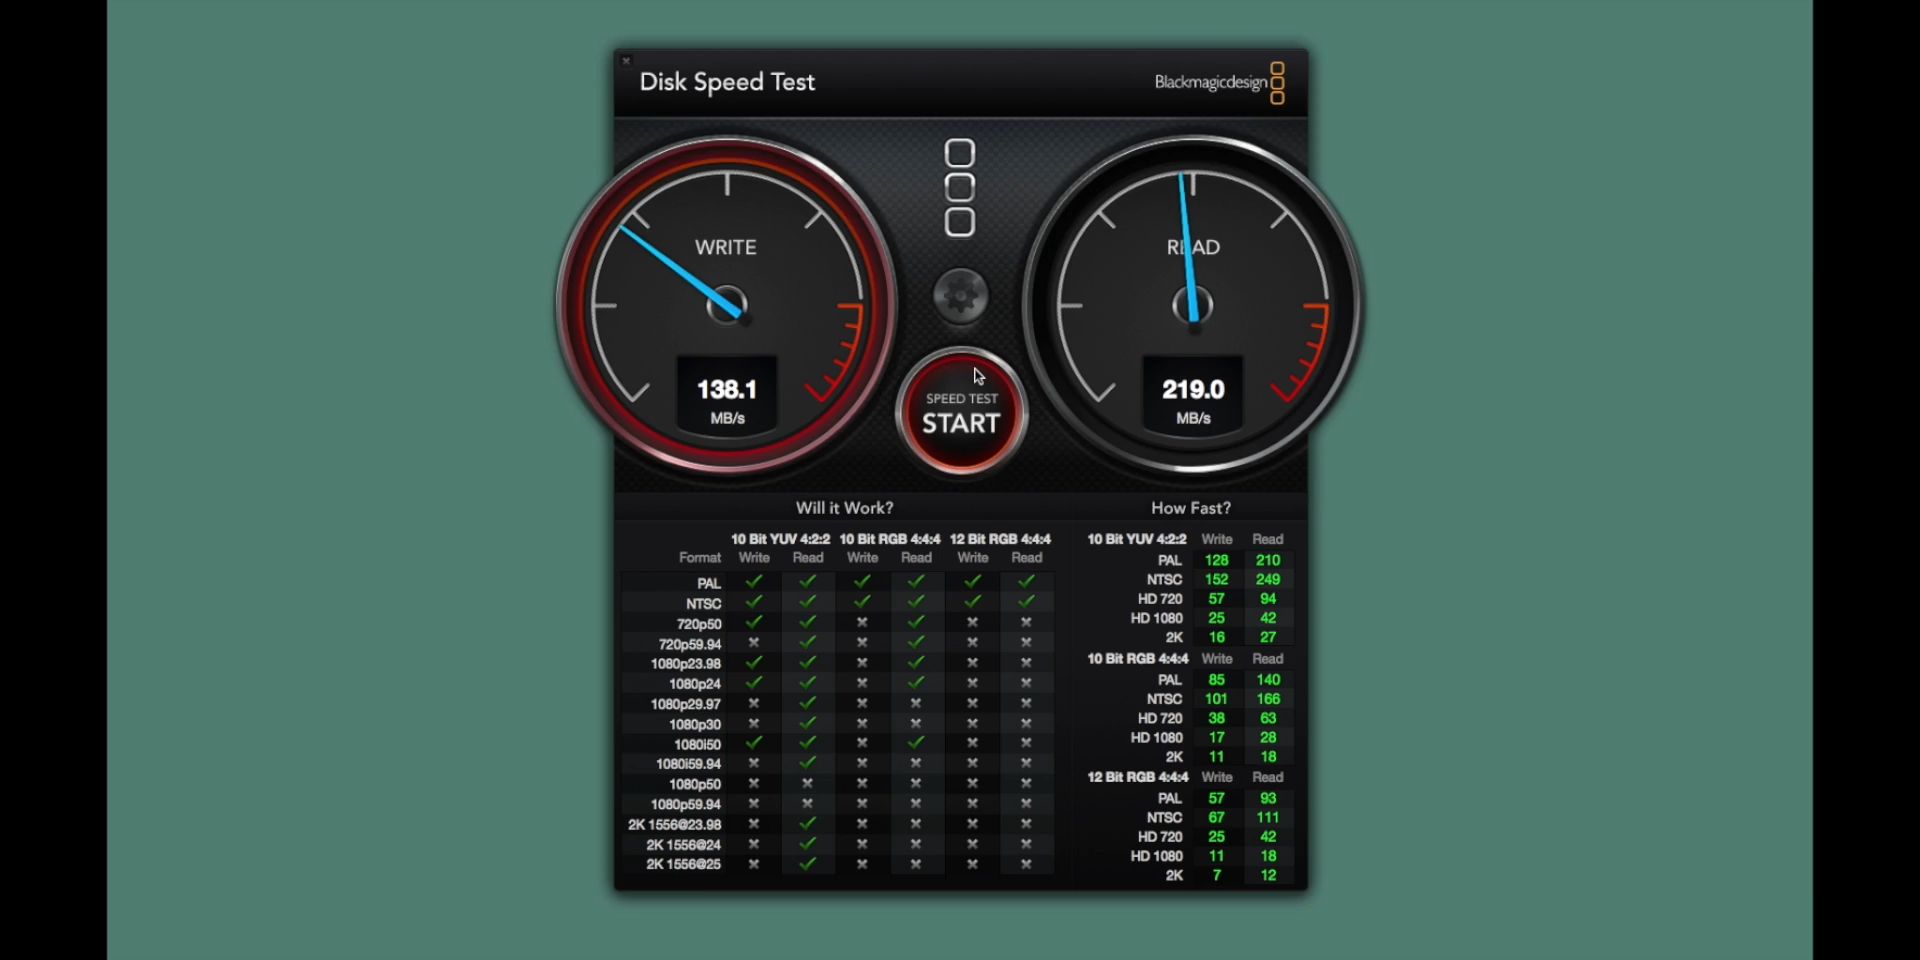 Disk Speed Test
Blackmagicdesign
WRITE
138.1
MB/s
SPEED TEST
START
READ
219.0
MB/s
Will it Work?
10 Bit YUV 4:2:2 10 Bit RGB 4:4:4 12 Bit RGB 4:4:4
Format Write Read Write Read Write Read
PAL
NTSC
720p50
720p59.94
1080p23.98
1080p24
1080p29.97
1080p30
1080i50
1080i59.94
1080p50
1080p59.94
2K 1556@23.98
2K 1556@24
2K 1556@25
How Fast?
10 Bit YUV 4:2:2 Write Read
PAL 128 210
NTSC 152 249
HD 720 57 94
HD 1080 25 42
2K 16 27
10 Bit RGB 4:4:4 Write Read
PAL 85 140
NTSC 101 166
HD 720 38 63
HD 1080 17 28
2K 11 18
12 Bit RGB 4:4:4 Write Read
PAL 57 93
NTSC 67 111
HD 720 25 42
HD 1080 11 18
2K 7 12